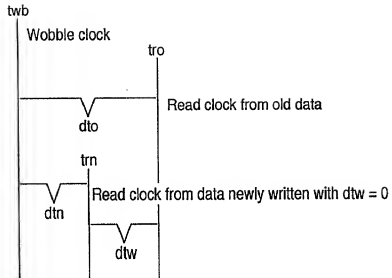 twb
Wobble clock
tro
Read clock from old data
dto
trn
Read clock from data newly written with dtw = 0
dtn
dtw